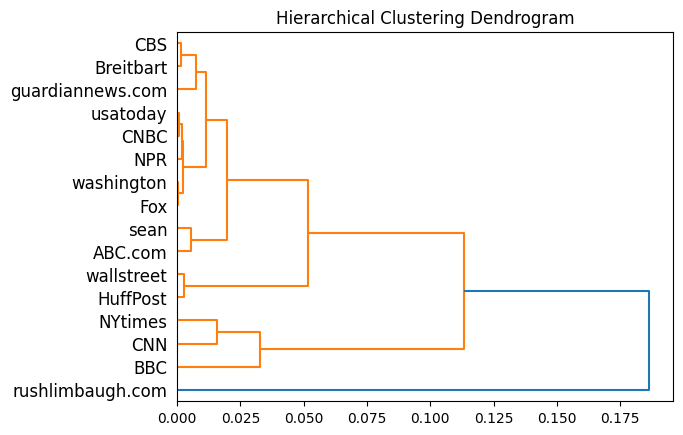 Hierarchical Clustering Dendrogram
CBS
Breitbart
guardiannews.com
usatoday
CNBC
NPR
washington
Fox
sean
ABC.com
wallstreet
HuffPost
NYtimes
CNN
BBC
rushlimbaugh.com
0.000 0.025 0.050 0.075 0.100 0.125 0.150 0.175